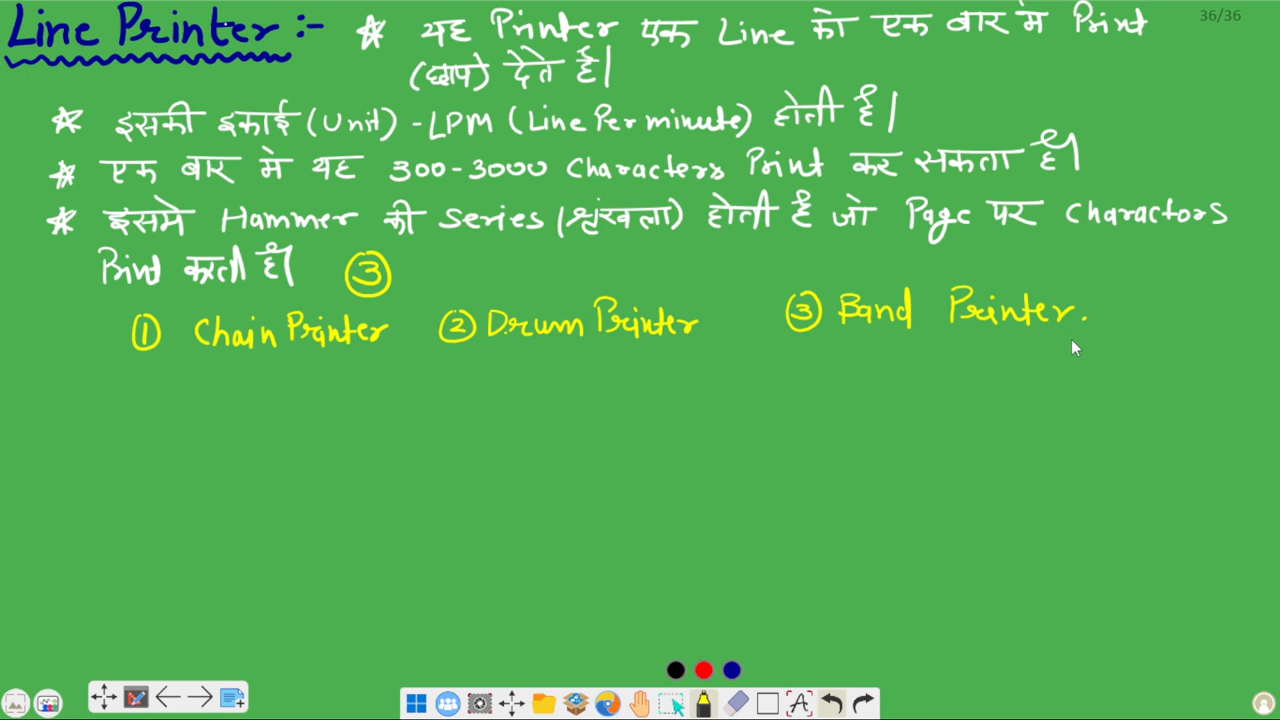 Line Printer :- * यह Printer एक Line को एक बार मे Print
(छाप) देते है।
* इसकी इकाई (Unit) - LPM (Line Per minute) होती है।
* एक बार मे यह 300-3000 Characters Print कर सकता है।
* इसमे Hammer की Series (श्रृंखला) होती है जो Page पर Charactors
Print करती है। ③
① Chain Printer ② Drum Printer ③ Band Printer.
36/36